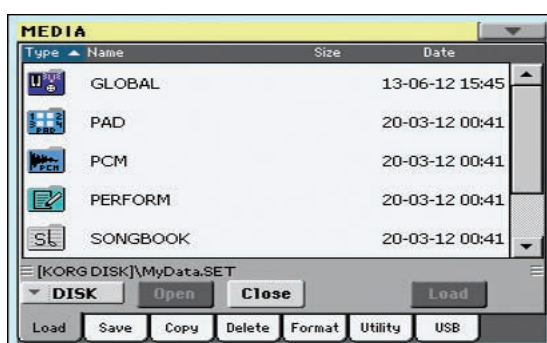 MEDIA
Type Name Size Date
GLOBAL 13-06-12 15:45
PAD 20-03-12 00:41
PCM 20-03-12 00:41
PERFORM 20-03-12 00:41
SONGBOOK 20-03-12 00:41
[KORG DISK]\MyData.SET
DISK Open Close Load
Load Save Copy Delete Format Utility USB